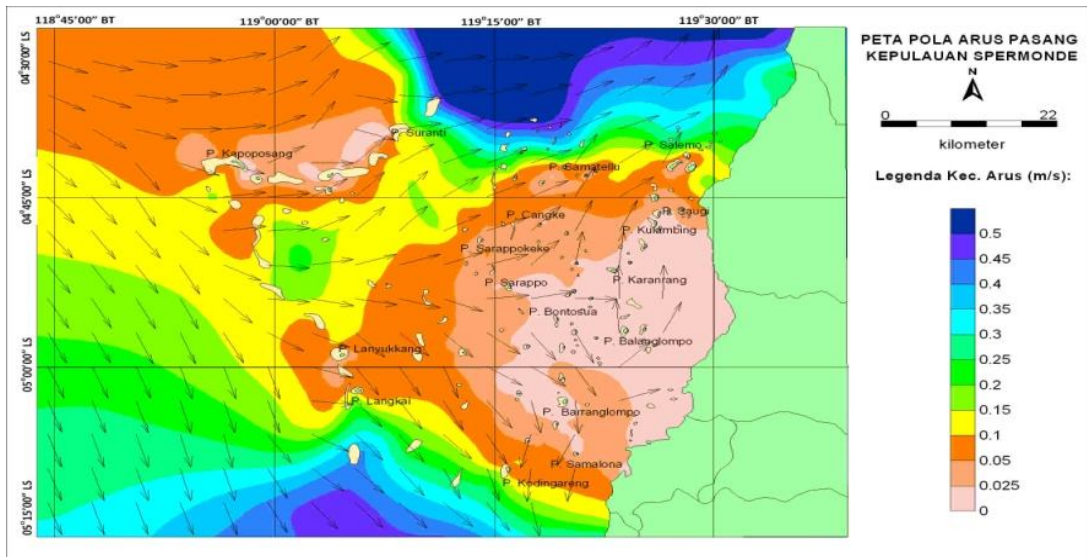 118°45'00" BT
119°00'00" BT
119°15'00" BT
119°30'00" BT
04°30'00" LS
04°45'00" LS
05°00'00" LS
05°15'00" LS
P. Suranti
P. Kapoposang
P. Salemo
P. Samatellu
P. Cangke
P. Saugi
P. Kulambing
P. Sarappokeke
P. Sarappo
P. Karanrang
P. Bontosua
P. Lanyukkang
P. Balanglompo
P. Langkai
P. Barranglompo
P. Samalona
P. Kodingareng
PETA POLA ARUS PASANG
KEPULAUAN SPERMONDE
N
0 22
kilometer
Legenda Kec. Arus (m/s):
0.5
0.45
0.4
0.35
0.3
0.25
0.2
0.15
0.1
0.05
0.025
0